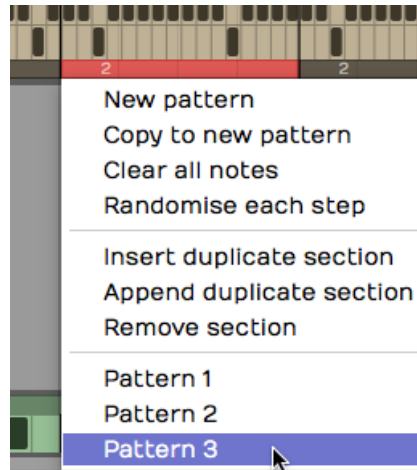 2
2
New pattern
Copy to new pattern
Clear all notes
Randomise each step
Insert duplicate section
Append duplicate section
Remove section
Pattern 1
Pattern 2
Pattern 3